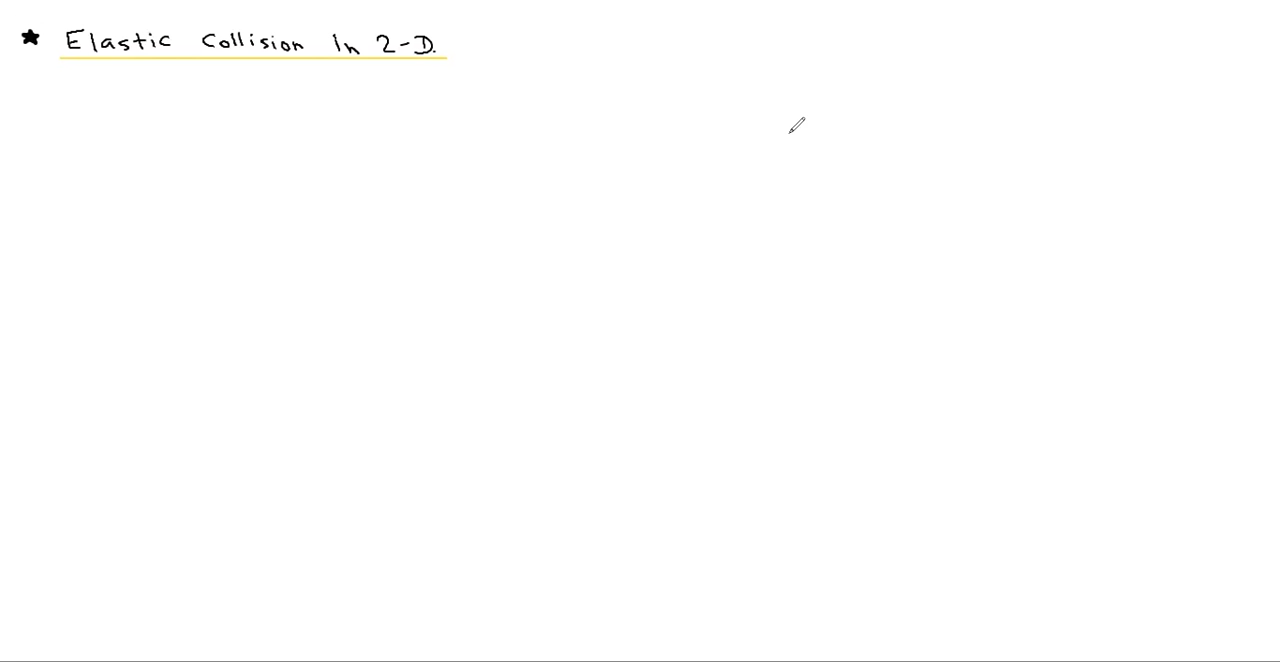 ★ Elastic Collision in 2-D.